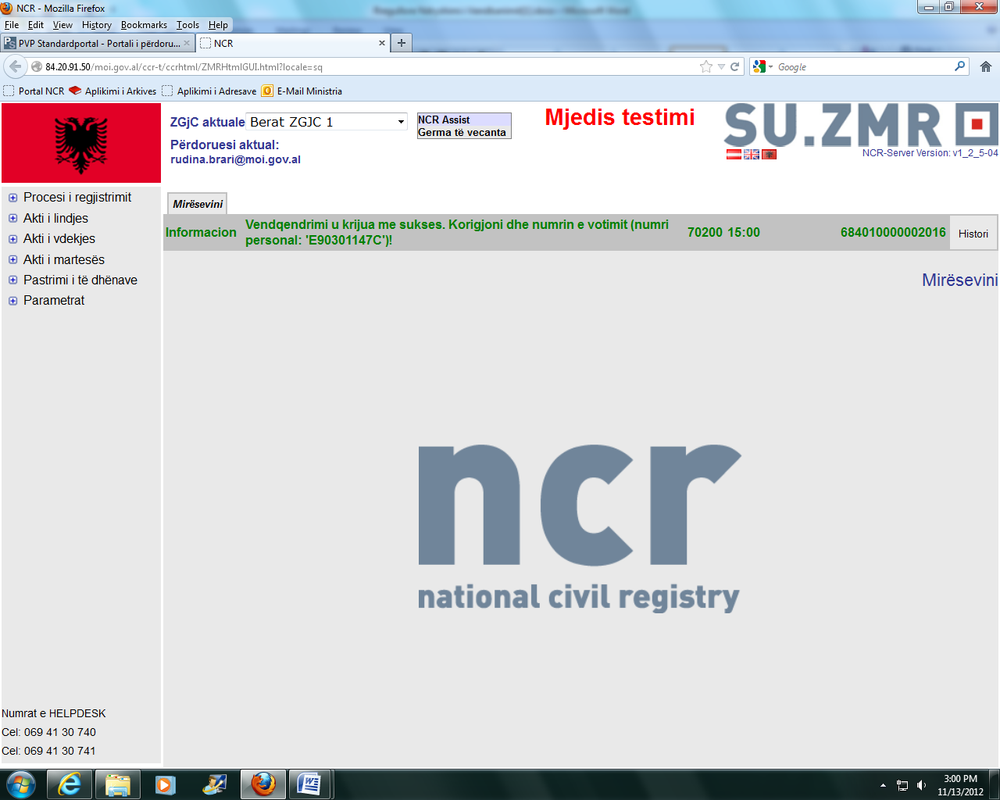 NCR - Mozilla Firefox
File Edit View History Bookmarks Tools Help
PVP Standardportal - Portali i përdoru...
NCR
84.20.91.50/moi.gov.al/ccr-t/ccrhtml/ZMRHtmlGUI.html?locale=sq
Google
Portal NCR Aplikimi i Arkives Aplikimi i Adresave E-Mail Ministria
ZGjC aktuale Berat ZGJC 1
NCR Assist
Germa të vecanta
Mjedis testimi
SU.ZMR
Përdoruesi aktual:
rudina.brari@moi.gov.al
NCR-Server Version: v1_2_5-04
Procesi i regjistrimit
Akti i lindjes
Akti i vdekjes
Akti i martesës
Pastrimi i të dhënave
Parametrat
Mirësevini
Informacion
Vendqendrimi u krijua me sukses. Korigjoni dhe numrin e votimit (numri
personal: 'E90301147C')!
70200 15:00
684010000002016
Histori
Mirësevini
ncr
national civil registry
Numrat e HELPDESK
Cel: 069 41 30 740
Cel: 069 41 30 741
3:00 PM
11/13/2012